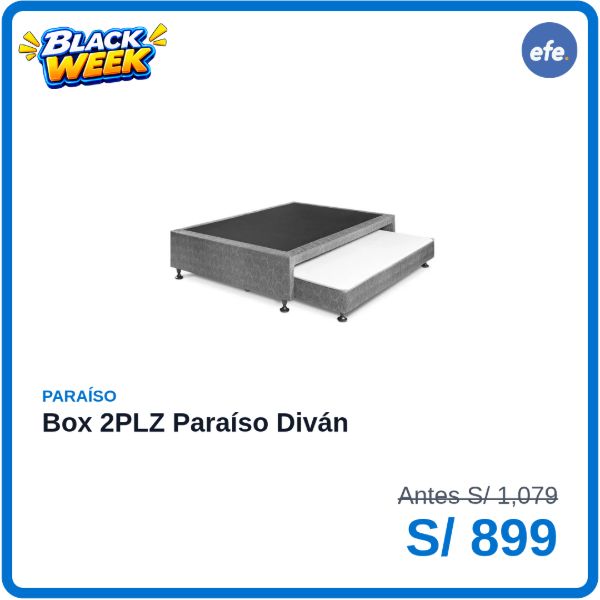 BLACK
WEEK
efe.
PARAÍSO
Box 2PLZ Paraíso Diván
Antes S/ 1,079
S/ 899